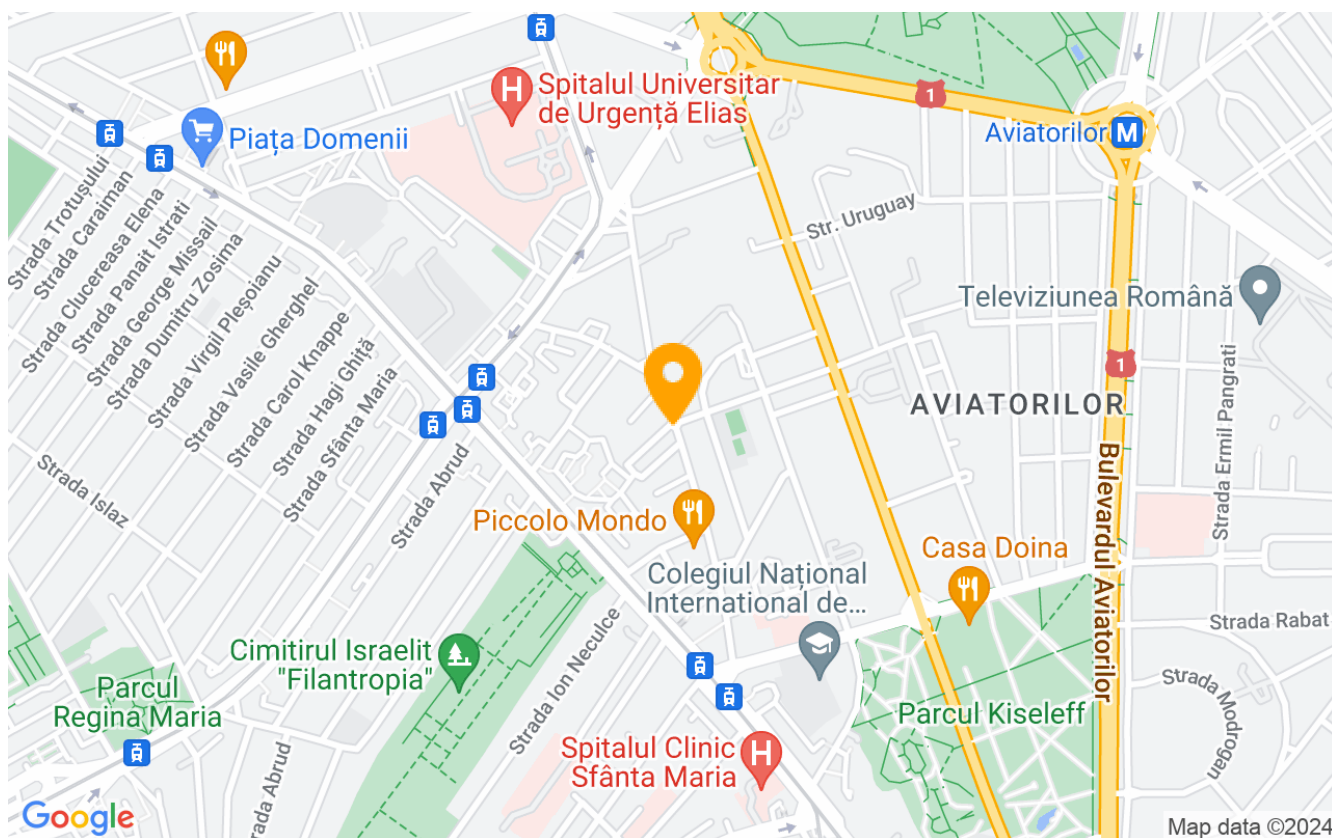 H
Spitalul Universitar
de Urgență Elias
1
Aviatorilor
M
Piața Domenii
Strada Trotușului
Strada Caraiman
Strada Clucereasa Elena
Strada Panait Istrati
Strada George Missail
Strada Dumitru Zosima
Strada Virgil Pleșoianu
Strada Vasile Gherghel
Strada Carol Knappe
Strada Hagi Ghiță
Strada Sfânta Maria
Str. Uruguay
Televiziunea Română
1
AVIATORILOR
Strada Ermil Pangrati
Bulevardul Aviatorilor
Strada Islaz
Strada Abrud
Piccolo Mondo
Casa Doina
Colegiul Național
International de...
Strada Rabat
Cimitirul Israelit
"Filantropia"
Strada Ion Neculce
Parcul
Regina Maria
Strada Modrogan
Parcul Kiseleff
Strada Abrud
Spitalul Clinic
Sfânta Maria
H
Google
Map data ©2024